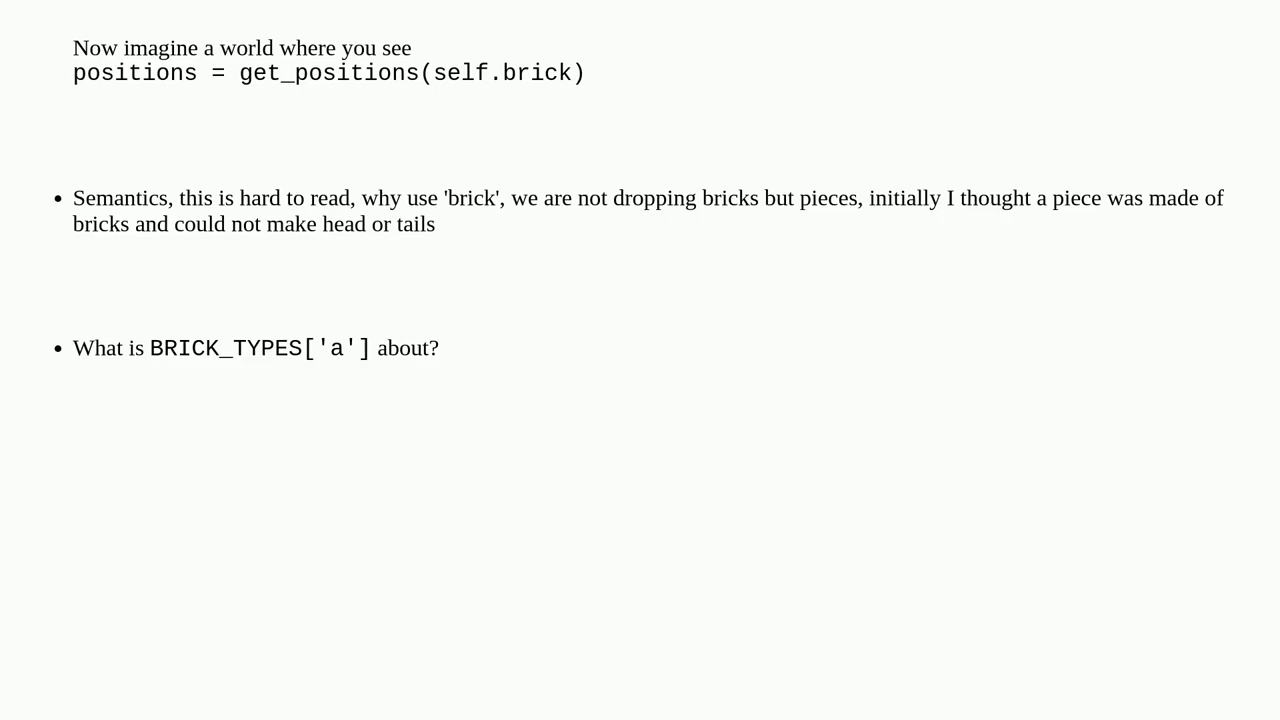 Now imagine a world where you see
positions = get_positions(self.brick)
• Semantics, this is hard to read, why use 'brick', we are not dropping bricks but pieces, initially I thought a piece was made of
bricks and could not make head or tails
• What is BRICK_TYPES['a'] about?